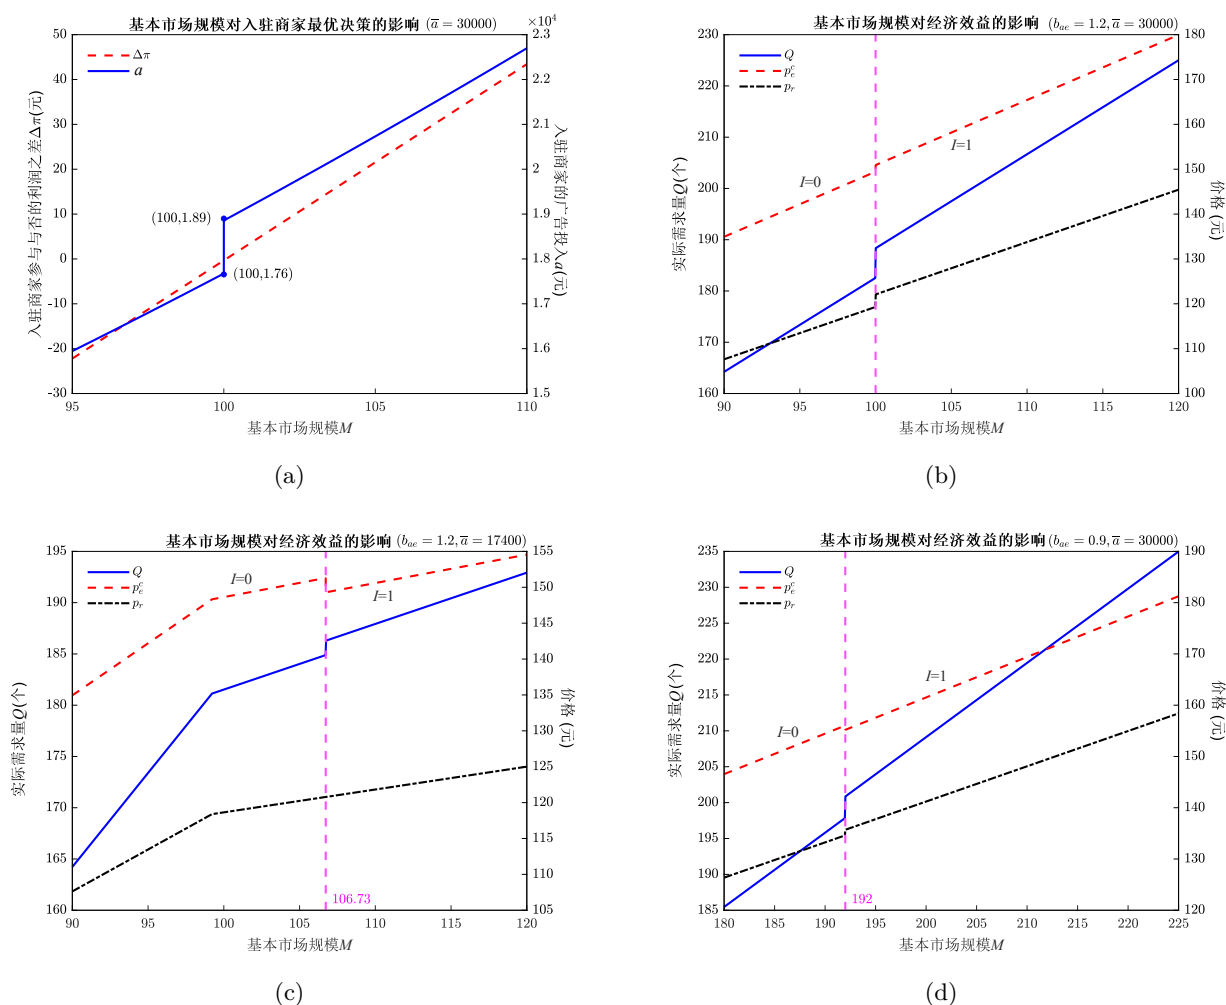 基本市场规模对入驻商家最优决策的影响 (a̅ = 30000)
×10⁴
50
40
30
20
10
0
-10
-20
-30
2.3
2.2
2.1
2
1.9
1.8
1.7
1.6
1.5
Δπ
a
(100,1.89)
(100,1.76)
入驻商家参与与否的利润之差Δπ(元)
入驻商家的广告投入a(元)
95
100
105
110
基本市场规模M
(a)
基本市场规模对经济效益的影响 (b_ae = 1.2, a̅ = 30000)
230
220
210
200
190
180
170
160
180
170
160
150
140
130
120
110
100
Q
p_e^c
p_r
I=0
I=1
实际需求量Q(个)
价格 (元)
90
95
100
105
110
115
120
基本市场规模M
(b)
基本市场规模对经济效益的影响 (b_ae = 1.2, a̅ = 17400)
195
190
185
180
175
170
165
160
155
150
145
140
135
130
125
120
115
110
105
Q
p_e^c
p_r
I=0
I=1
106.73
实际需求量Q(个)
价格 (元)
90
95
100
105
110
115
120
基本市场规模M
(c)
基本市场规模对经济效益的影响 (b_ae = 0.9, a̅ = 30000)
235
230
225
220
215
210
205
200
195
190
185
190
180
170
160
150
140
130
120
Q
p_e^c
p_r
I=0
I=1
192
实际需求量Q(个)
价格 (元)
180
185
190
195
200
205
210
215
220
225
基本市场规模M
(d)